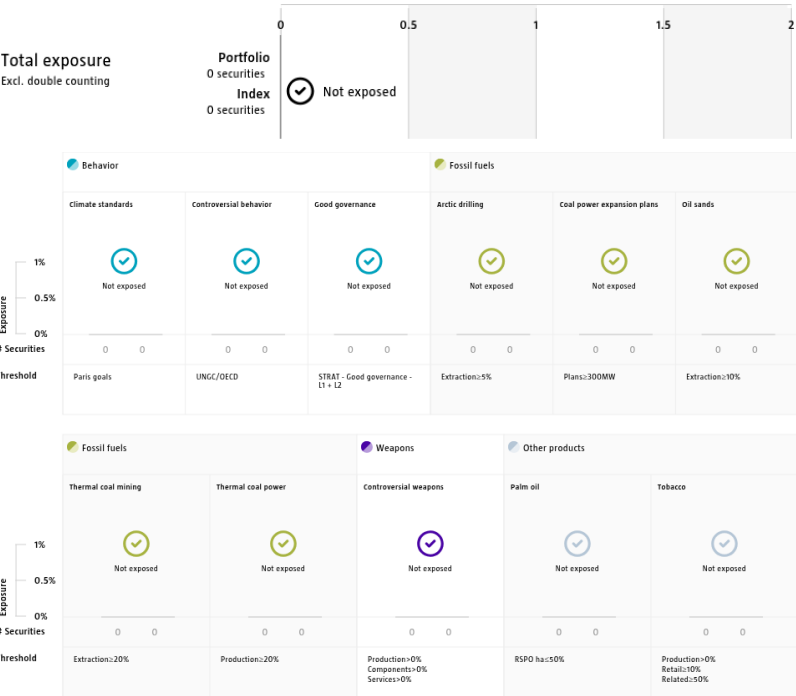 0 0.5 1 1.5 2
Total exposure
Excl. double counting
Portfolio
0 securities
Index
0 securities
Not exposed
Behavior
Fossil fuels
Climate standards
Controversial behavior
Good governance
Arctic drilling
Coal power expansion plans
Oil sands
Exposure
1%
0.5%
0%
Not exposed
Not exposed
Not exposed
Not exposed
Not exposed
Not exposed
# Securities
0 0 0 0 0 0 0 0 0 0 0 0
Threshold
Paris goals
UNGC/OECD
STRAT - Good governance -
L1 + L2
Extraction≥5%
Plans≥300MW
Extraction≥10%
Fossil fuels
Weapons
Other products
Thermal coal mining
Thermal coal power
Controversial weapons
Palm oil
Tobacco
Exposure
1%
0.5%
0%
Not exposed
Not exposed
Not exposed
Not exposed
Not exposed
# Securities
0 0 0 0 0 0 0 0 0 0
Threshold
Extraction≥20%
Production≥20%
Production>0%
Components>0%
Services>0%
RSPO ha≤50%
Production>0%
Retail≥10%
Related≥50%